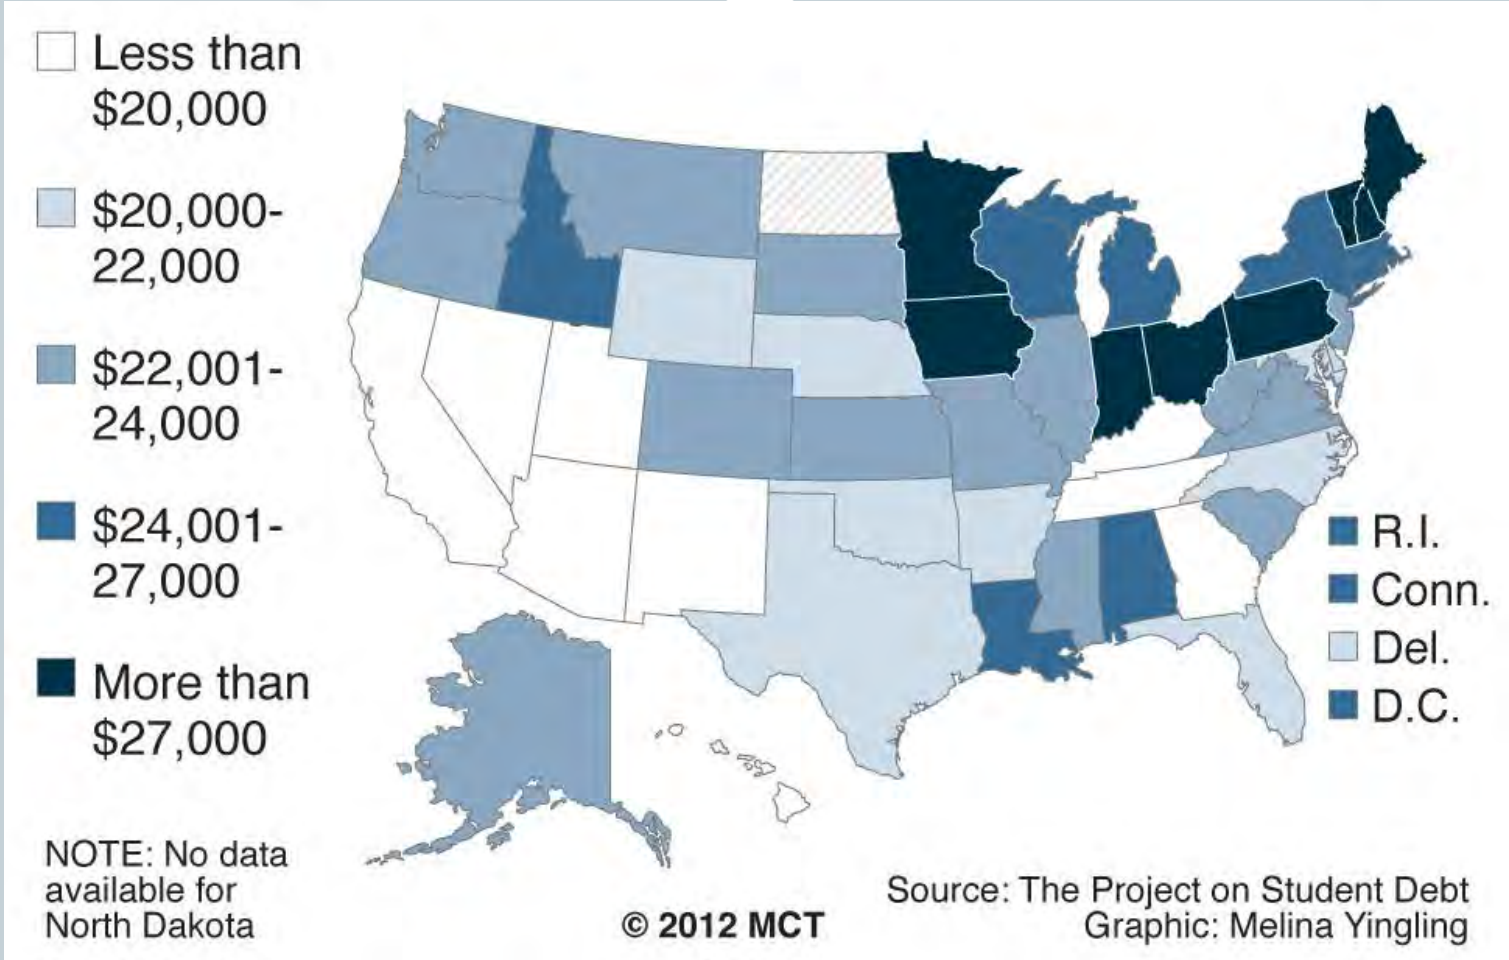 Less than
$20,000
$20,000-
22,000
$22,001-
24,000
$24,001-
27,000
More than
$27,000
R.I.
Conn.
Del.
D.C.
NOTE: No data
available for
North Dakota
© 2012 MCT
Source: The Project on Student Debt
Graphic: Melina Yingling